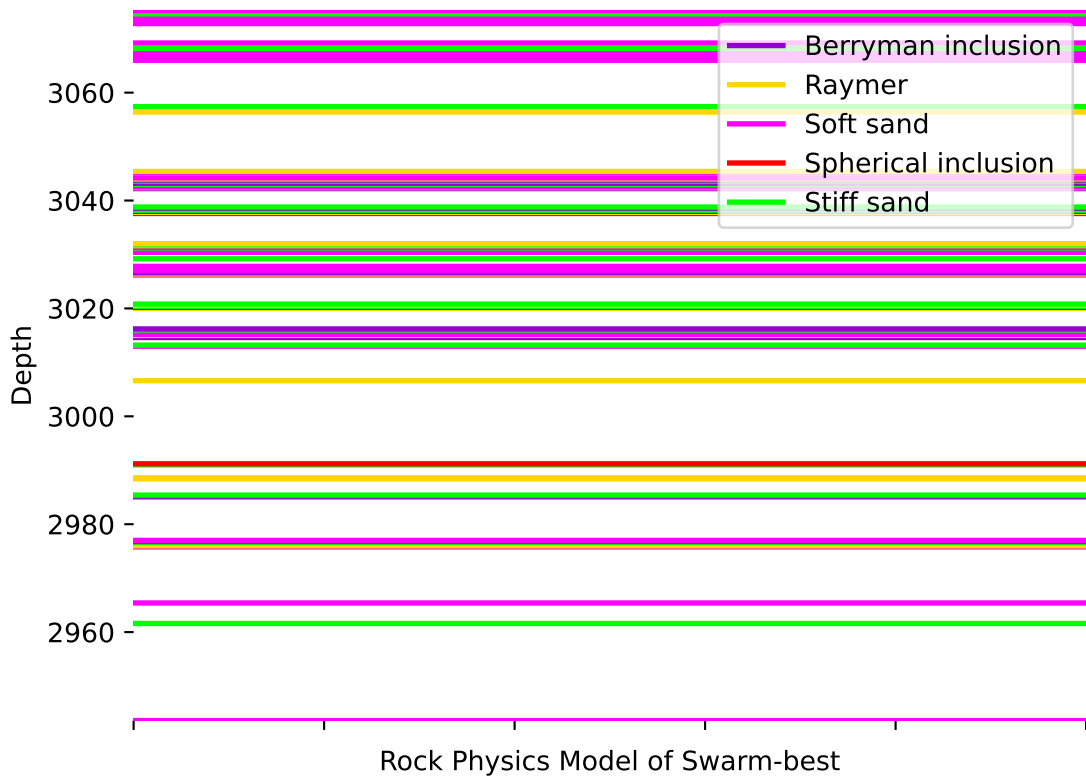 3060
3040
3020
3000
2980
2960
Depth
Rock Physics Model of Swarm-best
Berryman inclusion
Raymer
Soft sand
Spherical inclusion
Stiff sand